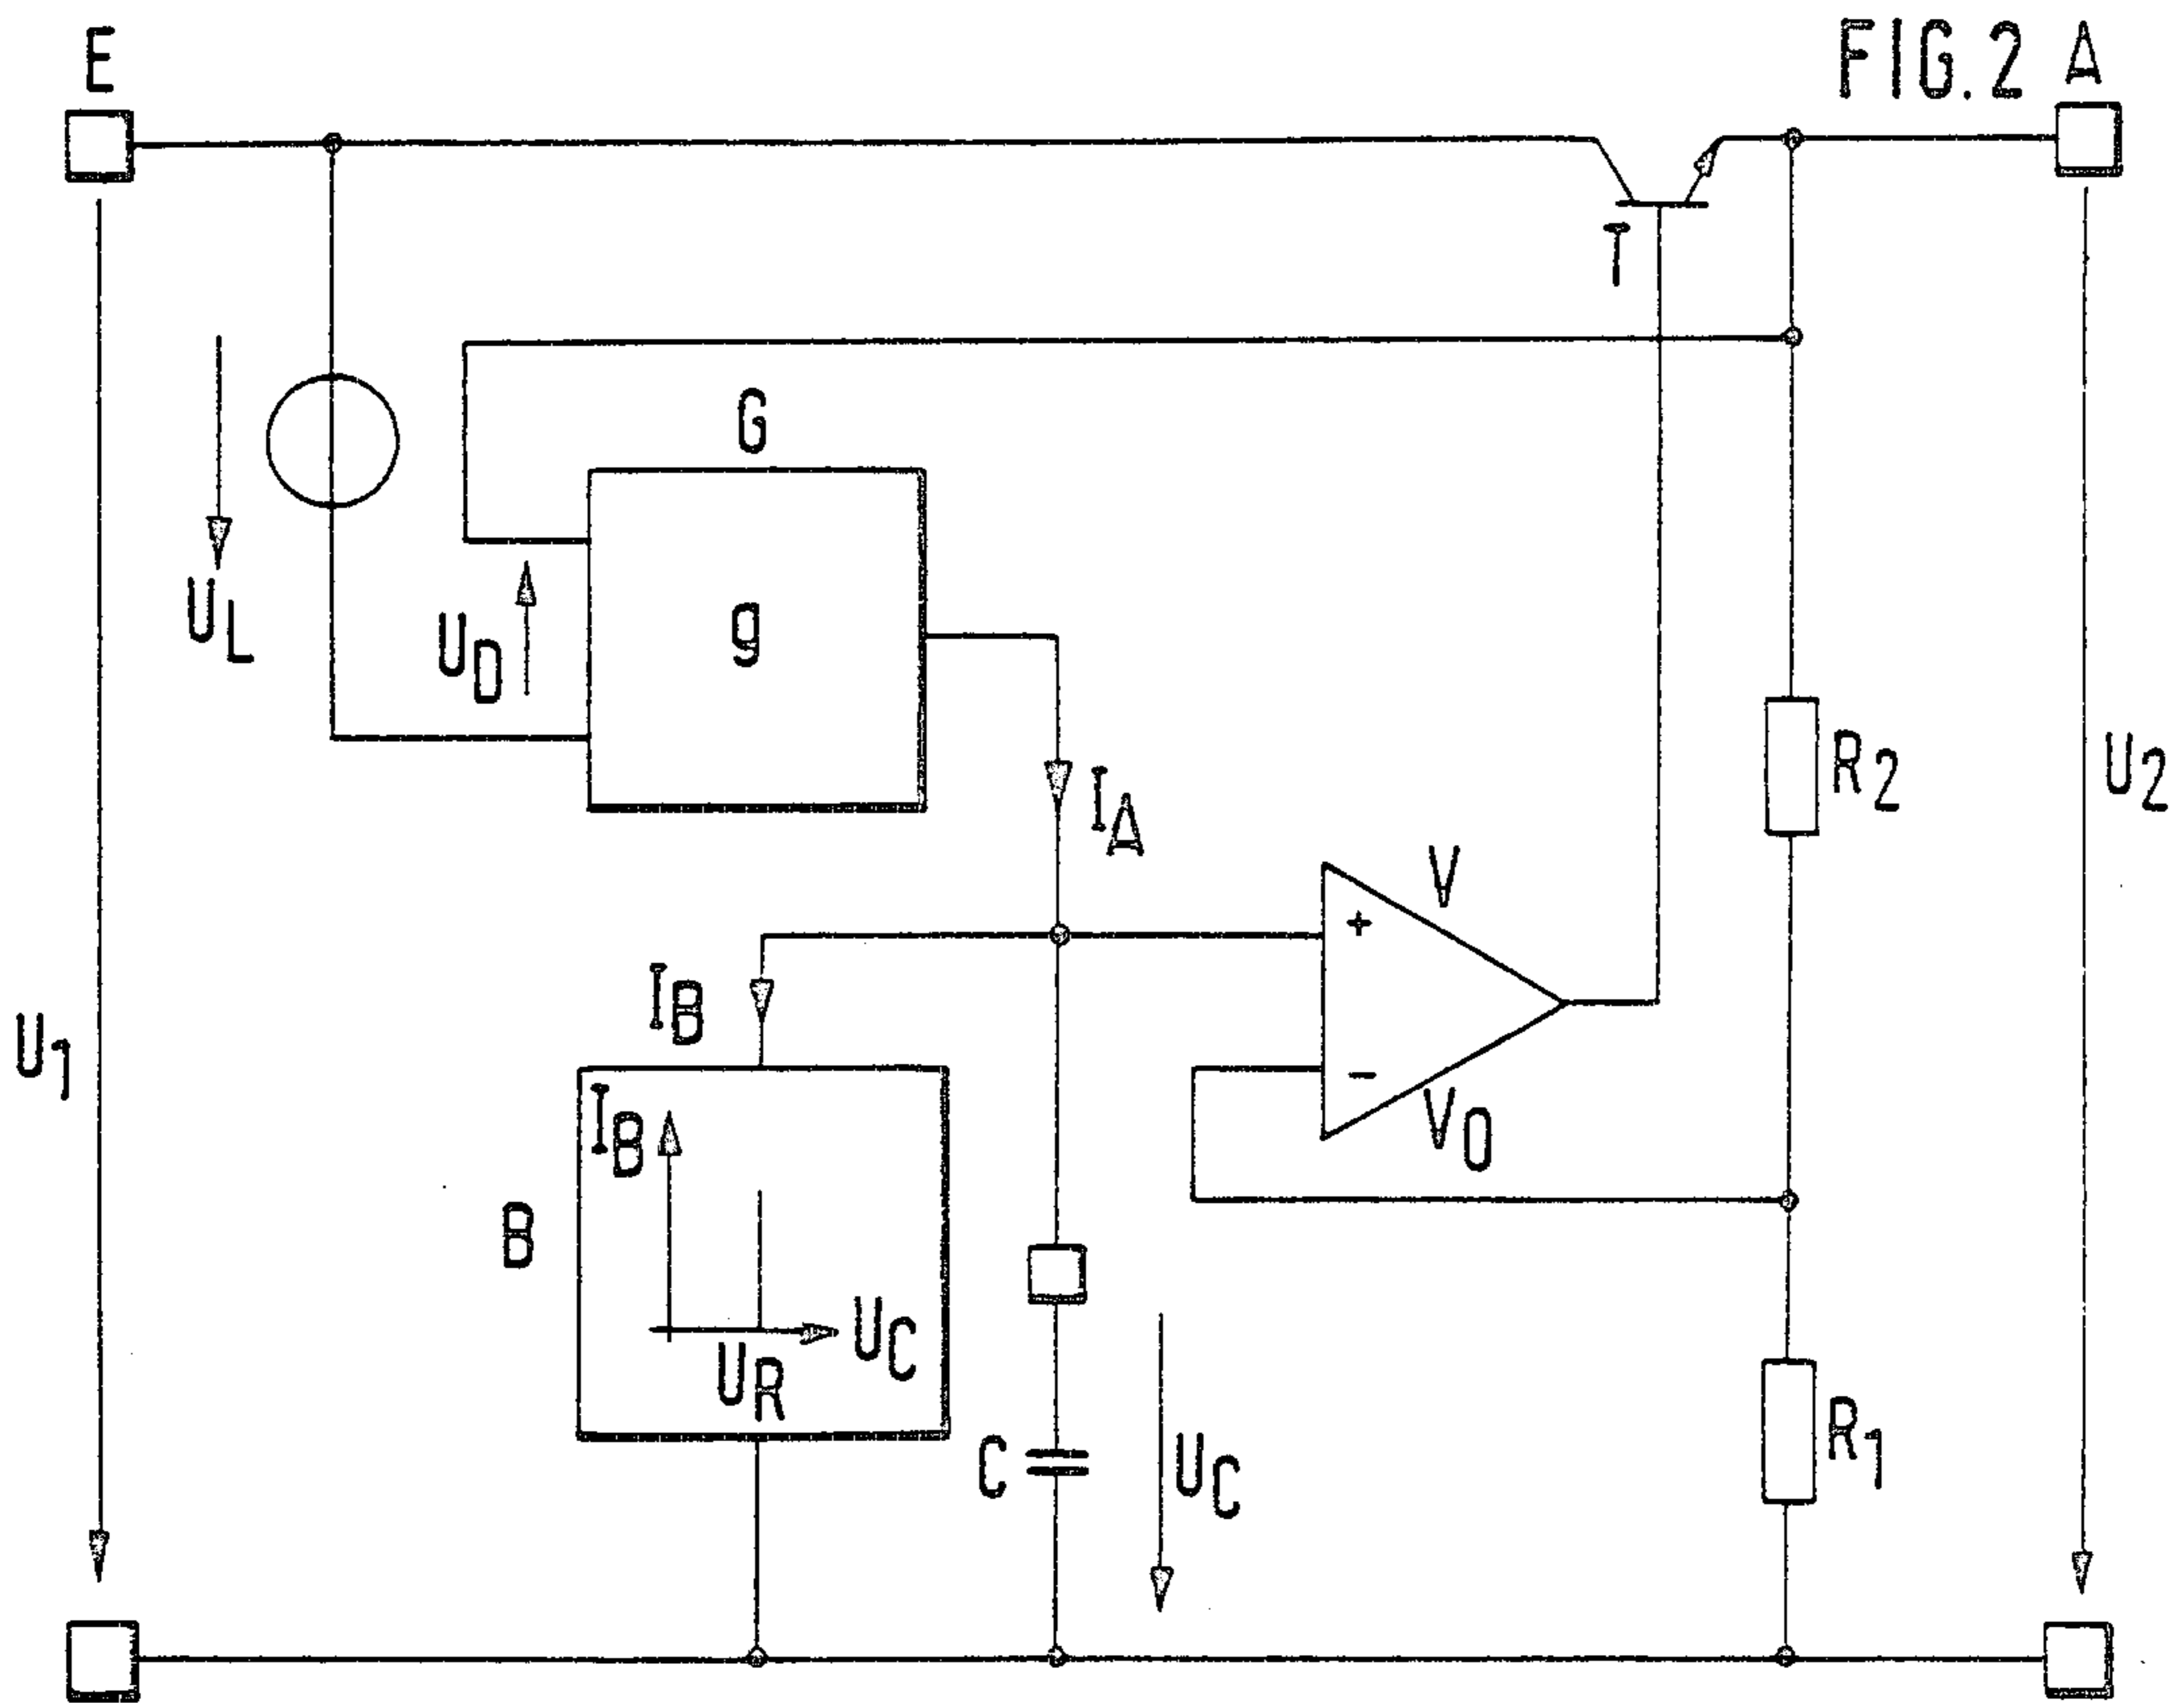 E
FIG. 2
A
T
G
g
U_L
U_D
I_A
R_2
U_2
V
+
I_B
U_1
-
V_0
I_B
B
U_C
U_R
C
U_C
R_1